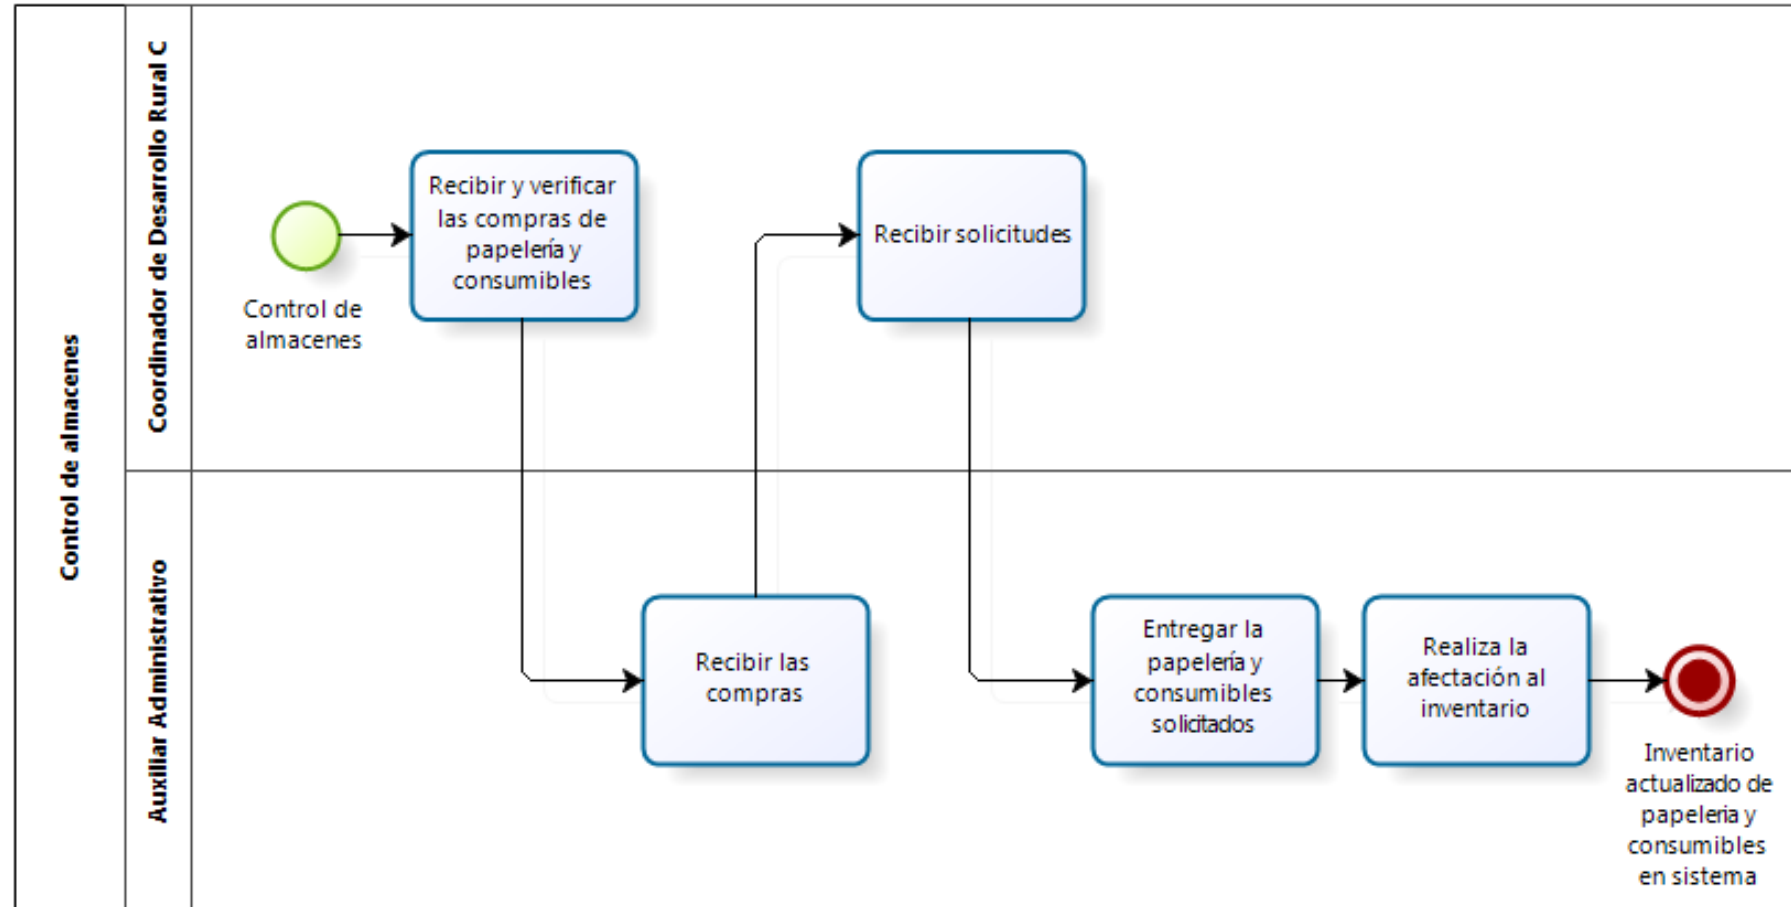 Control de almacenes
Coordinador de Desarrollo Rural C
Control de
almacenes
Recibir y verificar
las compras de
papelería y
consumibles
Recibir solicitudes
Auxiliar Administrativo
Recibir las
compras
Entregar la
papelería y
consumibles
solicitados
Realiza la
afectación al
inventario
Inventario
actualizado de
papeleria y
consumibles
en sistema